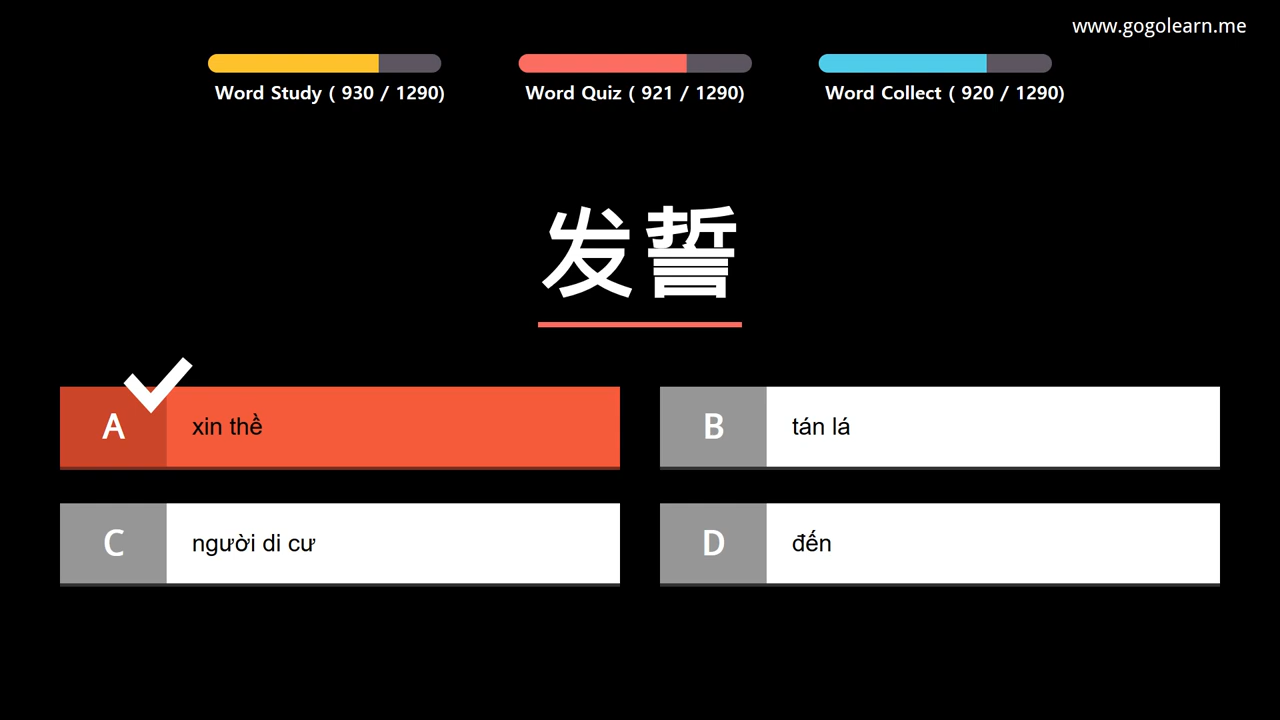 www.gogolearn.me
Word Study ( 930 / 1290)
Word Quiz ( 921 / 1290)
Word Collect ( 920 / 1290)
发誓
A xin thề
B tán lá
C người di cư
D đến